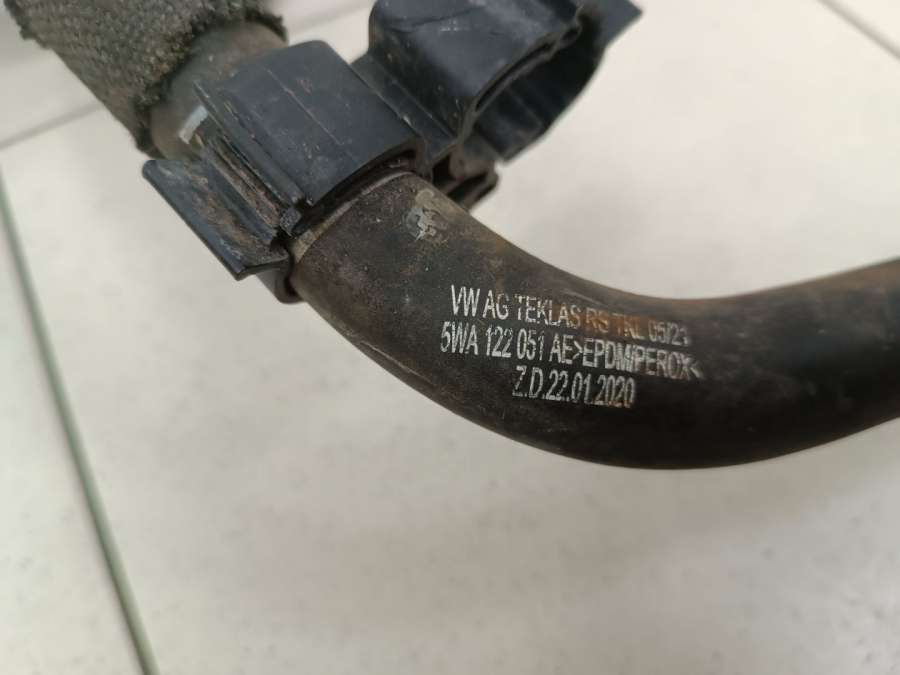 VW AG TEKLAS RS TKL 05/21
5WA 122 051 AE>EPDM/PEROX<
Z.D.22.01.2020